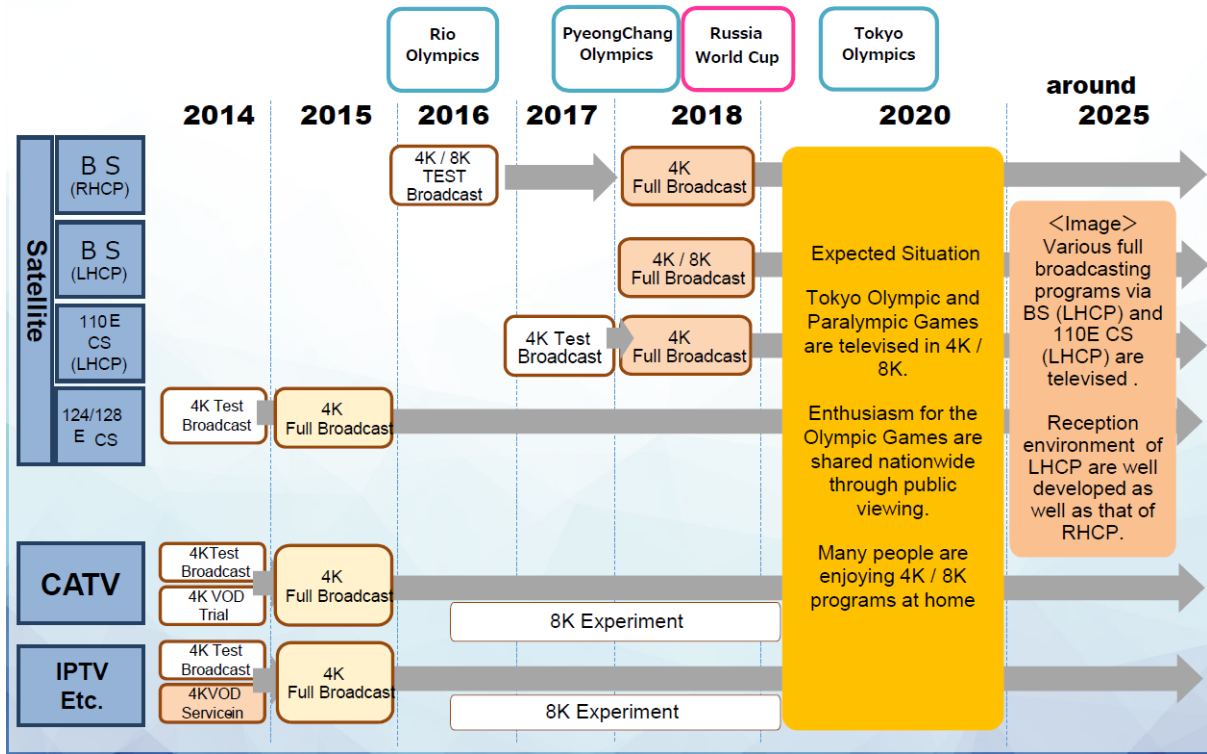 Rio
Olympics
PyeongChang
Olympics
Russia
World Cup
Tokyo
Olympics
2014
2015
2016
2017
2018
2020
around
2025
Satellite
B S
(RHCP)
4K / 8K
TEST
Broadcast
4K
Full Broadcast
B S
(LHCP)
4K / 8K
Full Broadcast
110 E
CS
(LHCP)
4K Test
Broadcast
4K
Full Broadcast
124/128
E CS
4K Test
Broadcast
4K
Full Broadcast
CATV
4KTest
Broadcast
4K VOD
Trial
4K
Full Broadcast
8K Experiment
IPTV
Etc.
4K Test
Broadcast
4KVOD
Servicein
4K
Full Broadcast
8K Experiment
Expected Situation
Tokyo Olympic and
Paralympic Games
are televised in 4K /
8K.
Enthusiasm for the
Olympic Games are
shared nationwide
through public
viewing.
Many people are
enjoying 4K / 8K
programs at home
＜Image＞
Various full
broadcasting
programs via
BS (LHCP) and
110E CS
(LHCP) are
televised .
Reception
environment of
LHCP are well
developed as
well as that of
RHCP.